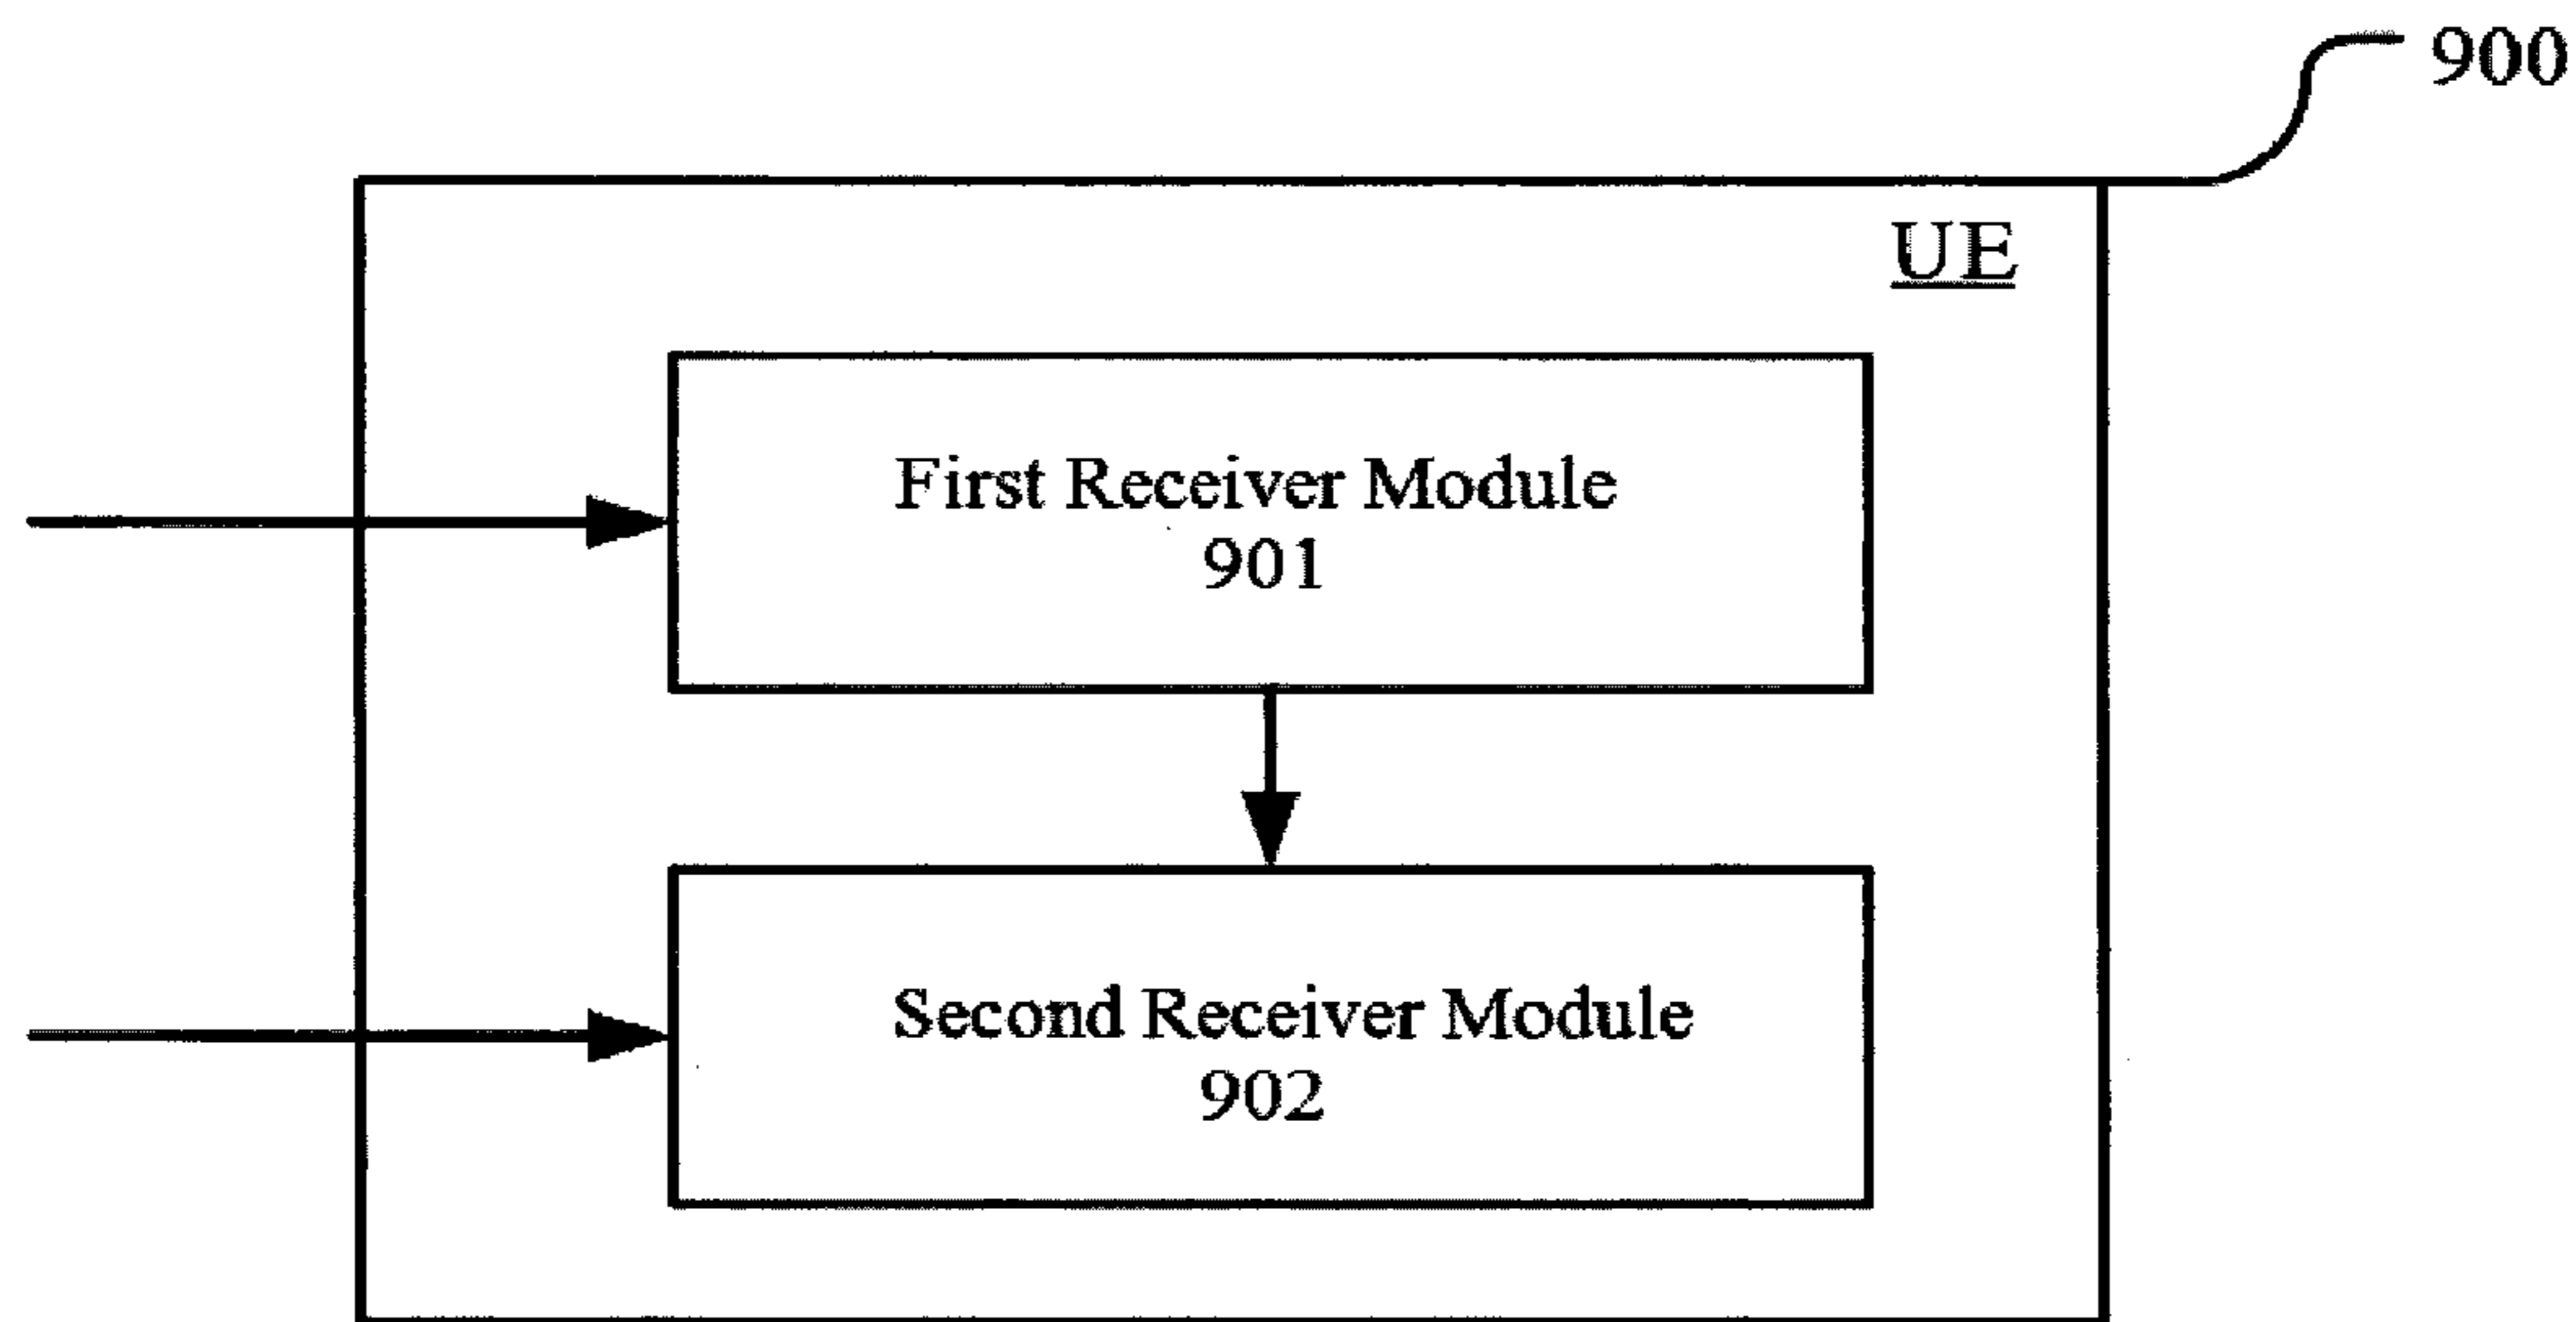 900
UE
First Receiver Module
901
Second Receiver Module
902